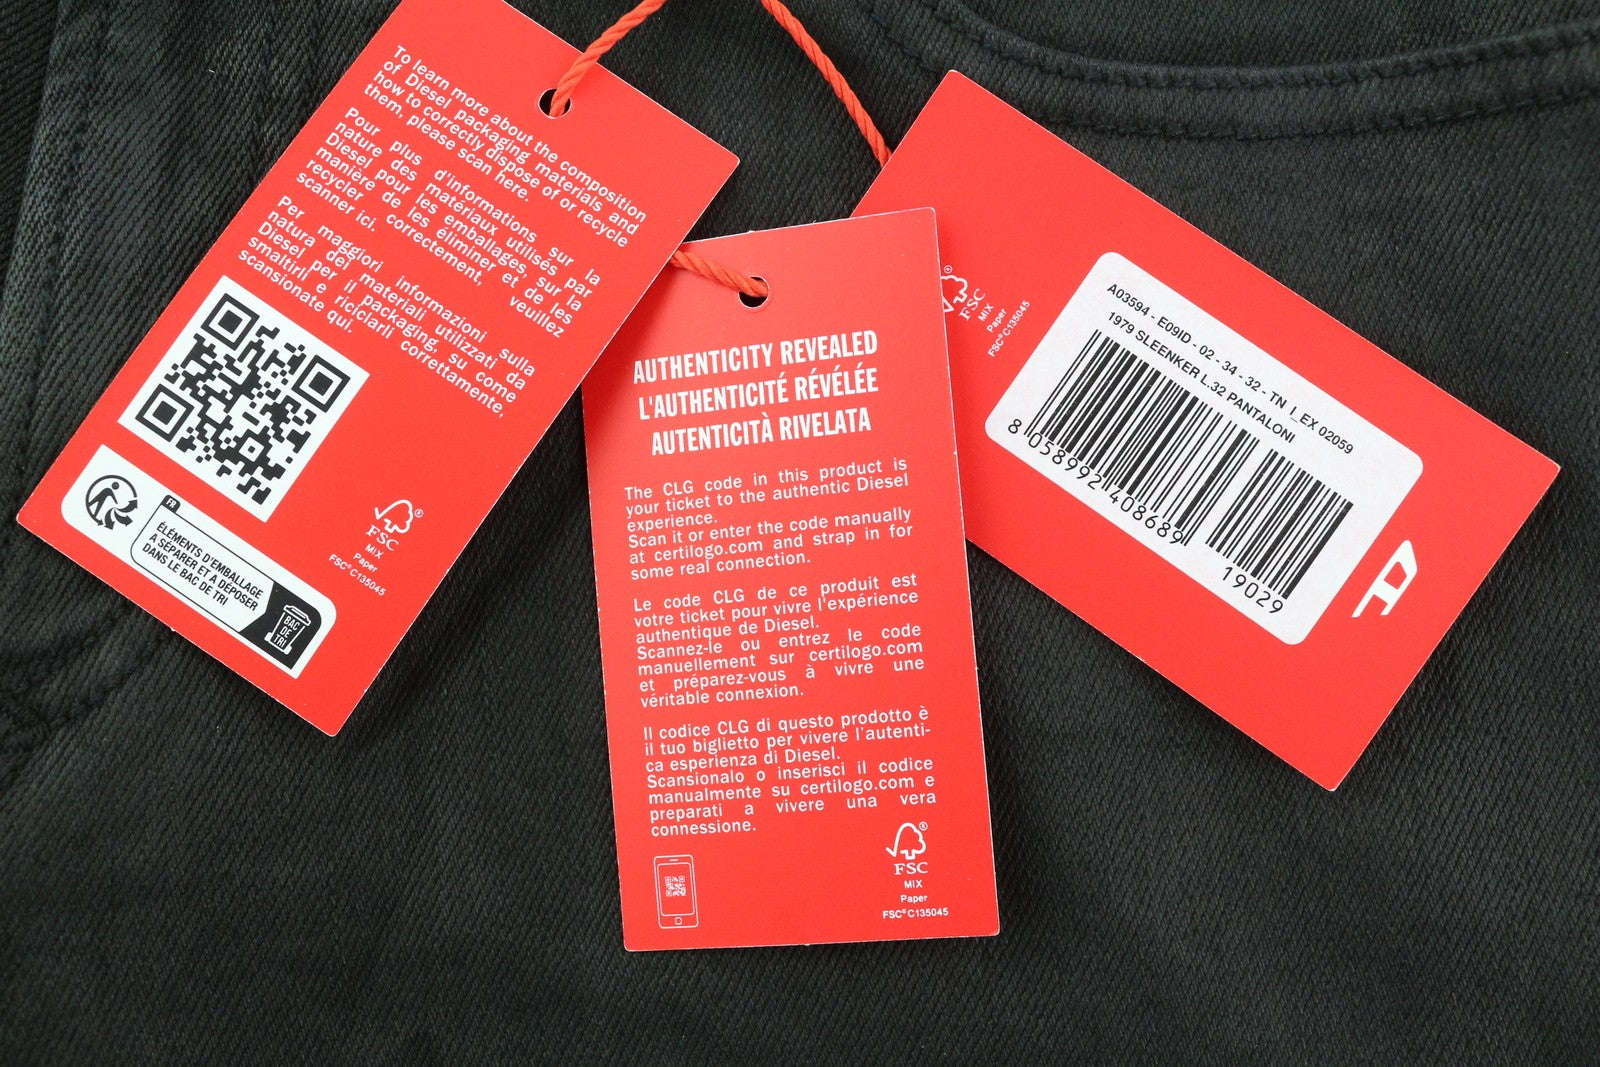 To learn more about the composition
of Diesel packaging materials and
how to correctly dispose of or recycle
them, please scan here.
Pour plus d'informations sur la
nature des matériaux utilisés par
Diesel pour les emballages, sur la
manière de les éliminer et de les
recycler correctement, veuillez
scanner ici.
Per maggiori informazioni sulla
natura dei materiali utilizzati da
Diesel per il packaging, su come
smaltirli e riciclarli correttamente,
scansionate qui.
FR
ÉLÉMENTS D'EMBALLAGE
A SÉPARER ET A DÉPOSER
DANS LE BAC DE TRI
BAC
DE
TRI
FSC
MIX
Paper
FSC® C135045
AUTHENTICITY REVEALED
L'AUTHENTICITÉ RÉVÉLÉE
AUTENTICITÀ RIVELATA
The CLG code in this product is
your ticket to the authentic Diesel
experience.
Scan it or enter the code manually
at certilogo.com and strap in for
some real connection.
Le code CLG de ce produit est
votre ticket pour vivre l'expérience
authentique de Diesel.
Scannez-le ou entrez le code
manuellement sur certilogo.com
et préparez-vous à vivre une
véritable connexion.
Il codice CLG di questo prodotto è
il tuo biglietto per vivere l'autenti-
ca esperienza di Diesel.
Scansionalo o inserisci il codice
manualmente su certilogo.com e
preparati a vivere una vera
connessione.
FSC®
MIX
Paper
FSC® C135045
FSC
MIX
Paper
FSC® C135045
A03594 - E09ID - 02 - 34 - 32 - TN I_EX 02059
1979 SLEENKER L.32 PANTALONI
8 058992 408689
19029
D